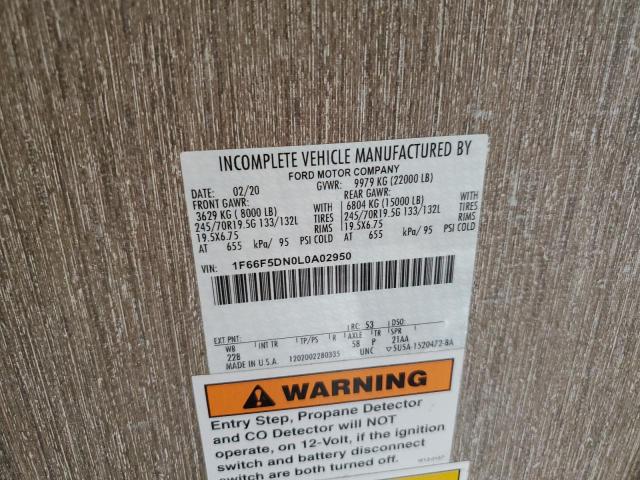 INCOMPLETE VEHICLE MANUFACTURED BY
FORD MOTOR COMPANY
DATE: 02/20 GVWR: 9979 KG (22000 LB)
FRONT GAWR: REAR GAWR:
3629 KG ( 8000 LB) WITH 6804 KG (15000 LB) WITH
245/70R19.5G 133/132L TIRES 245/70R19.5G 133/132L TIRES
19.5X6.75 RIMS 19.5X6.75 RIMS
AT 655 kPa/ 95 PSI COLD AT 655 kPa/ 95 PSI COLD
VIN: 1F66F5DN0L0A02950
EXT PNT: RC: 53 DSO:
WB INT TR TP/PS R AXLE TR SPR
228 58 P 21AA
MADE IN U.S.A. 1202002280335 UNC 5U5A 1520472-BA
WARNING
Entry Step, Propane Detector
and CO Detector will NOT
operate, on 12-Volt, if the ignition
switch and battery disconnect
switch are both turned off.